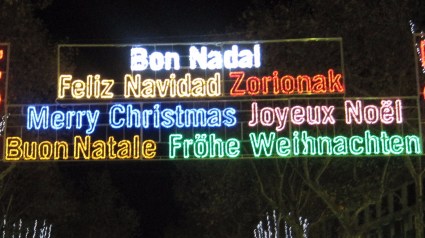 Bon Nadal
Feliz Navidad Zorionak
Merry Christmas Joyeux Noël
Buon Natale Fröhe Weihnachten